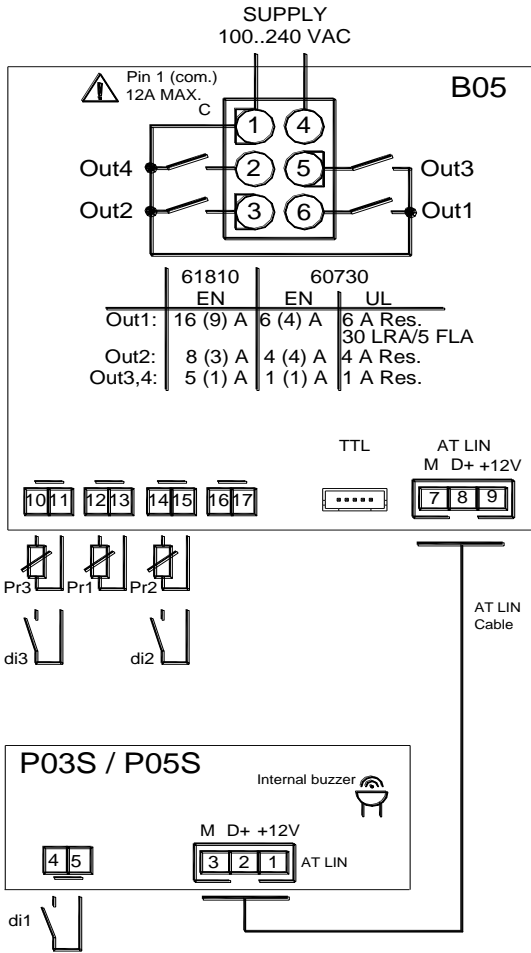 SUPPLY
100..240 VAC
Pin 1 (com.)
12A MAX.
B05
C
1 4
Out4 2 5 Out3
Out2 3 6 Out1
61810 60730
EN EN UL
Out1: 16 (9) A 6 (4) A 6 A Res.
30 LRA/5 FLA
Out2: 8 (3) A 4 (4) A 4 A Res.
Out3,4: 5 (1) A 1 (1) A 1 A Res.
TTL AT LIN
M D+ +12V
10 11 12 13 14 15 16 17 7 8 9
Pr3 Pr1 Pr2
AT LIN
Cable
di3 di2
P03S / P05S
Internal buzzer
M D+ +12V
4 5 3 2 1 AT LIN
di1